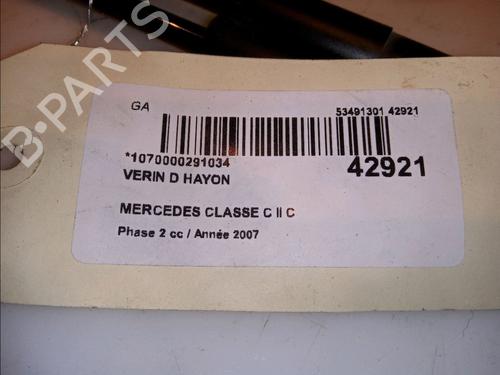 GA
53491301 42921
*1070000291034
42921
VERIN D HAYON
MERCEDES CLASSE C II C
Phase 2 cc / Année 2007
B-PARTS